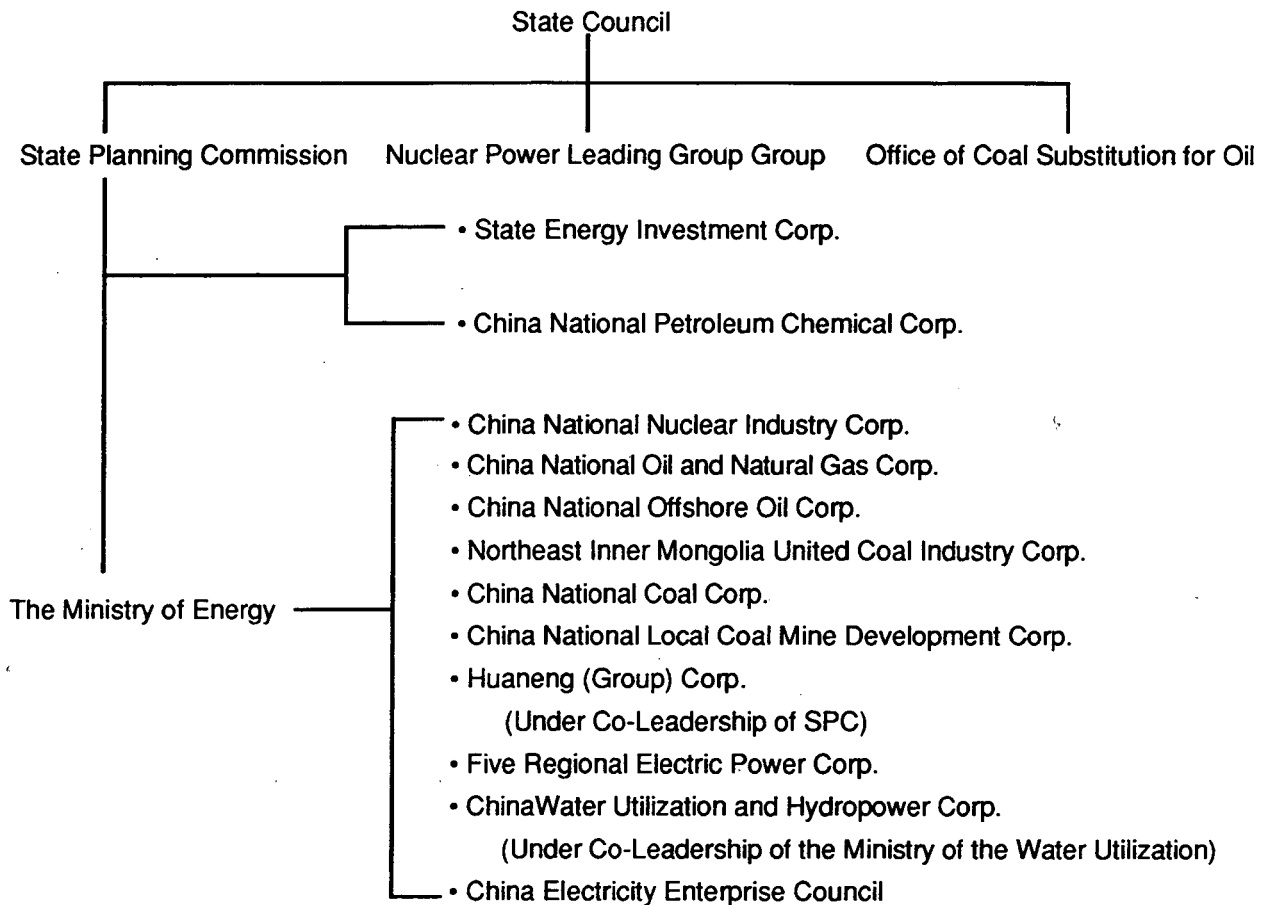 State Council
State Planning Commission
Nuclear Power Leading Group Group
Office of Coal Substitution for Oil
• State Energy Investment Corp.
• China National Petroleum Chemical Corp.
• China National Nuclear Industry Corp.
• China National Oil and Natural Gas Corp.
• China National Offshore Oil Corp.
• Northeast Inner Mongolia United Coal Industry Corp.
The Ministry of Energy
• China National Coal Corp.
• China National Local Coal Mine Development Corp.
• Huaneng (Group) Corp.
(Under Co-Leadership of SPC)
• Five Regional Electric Power Corp.
• ChinaWater Utilization and Hydropower Corp.
(Under Co-Leadership of the Ministry of the Water Utilization)
• China Electricity Enterprise Council